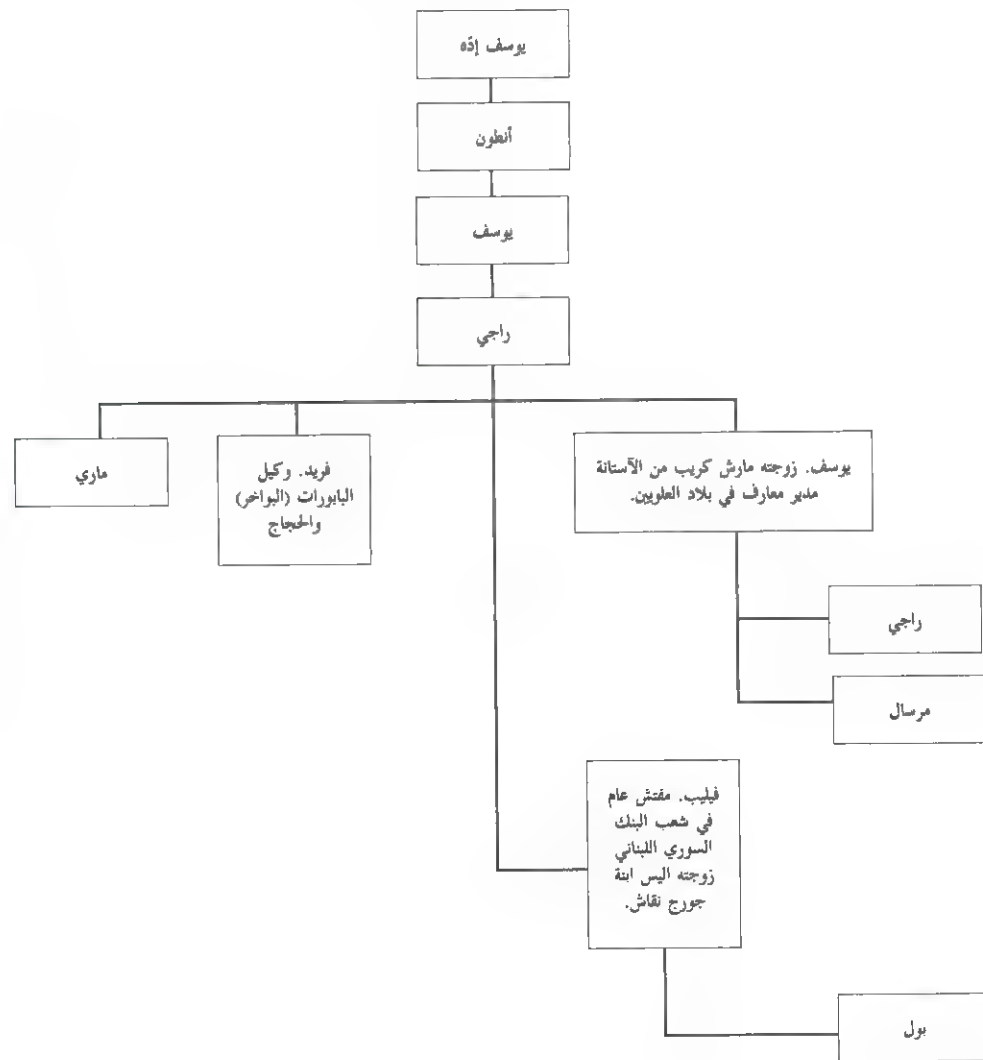 يوسف إدّه
أنطون
يوسف
راجي
يوسف. زوجته مارش كريب من الآستانة
مدير معارف في بلاد العلويين.
فريد. وكيل
البابورات (البواخر)
والحجاج
ماري
راجي
مرسال
فيليب. مفتش عام
في شعب البنك
السوري اللبناني
زوجته اليس ابنة
جورج نقاش.
بول